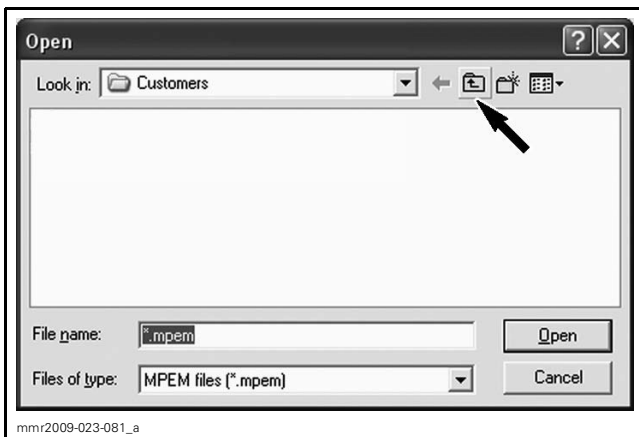 Open
Look in: Customers
File name: *.mpem Open
Files of type: MPEM files (*.mpem) Cancel
mmr2009-023-081_a